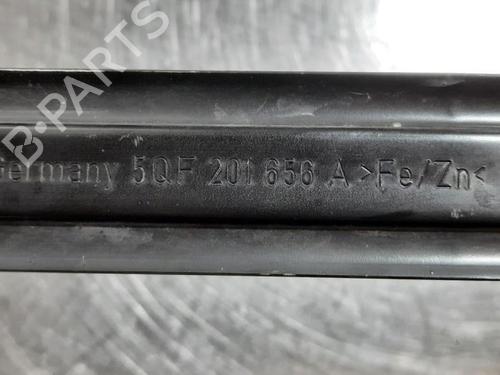 B-PARTS
Germany 5QF 201 656 A >Fe/Zn<